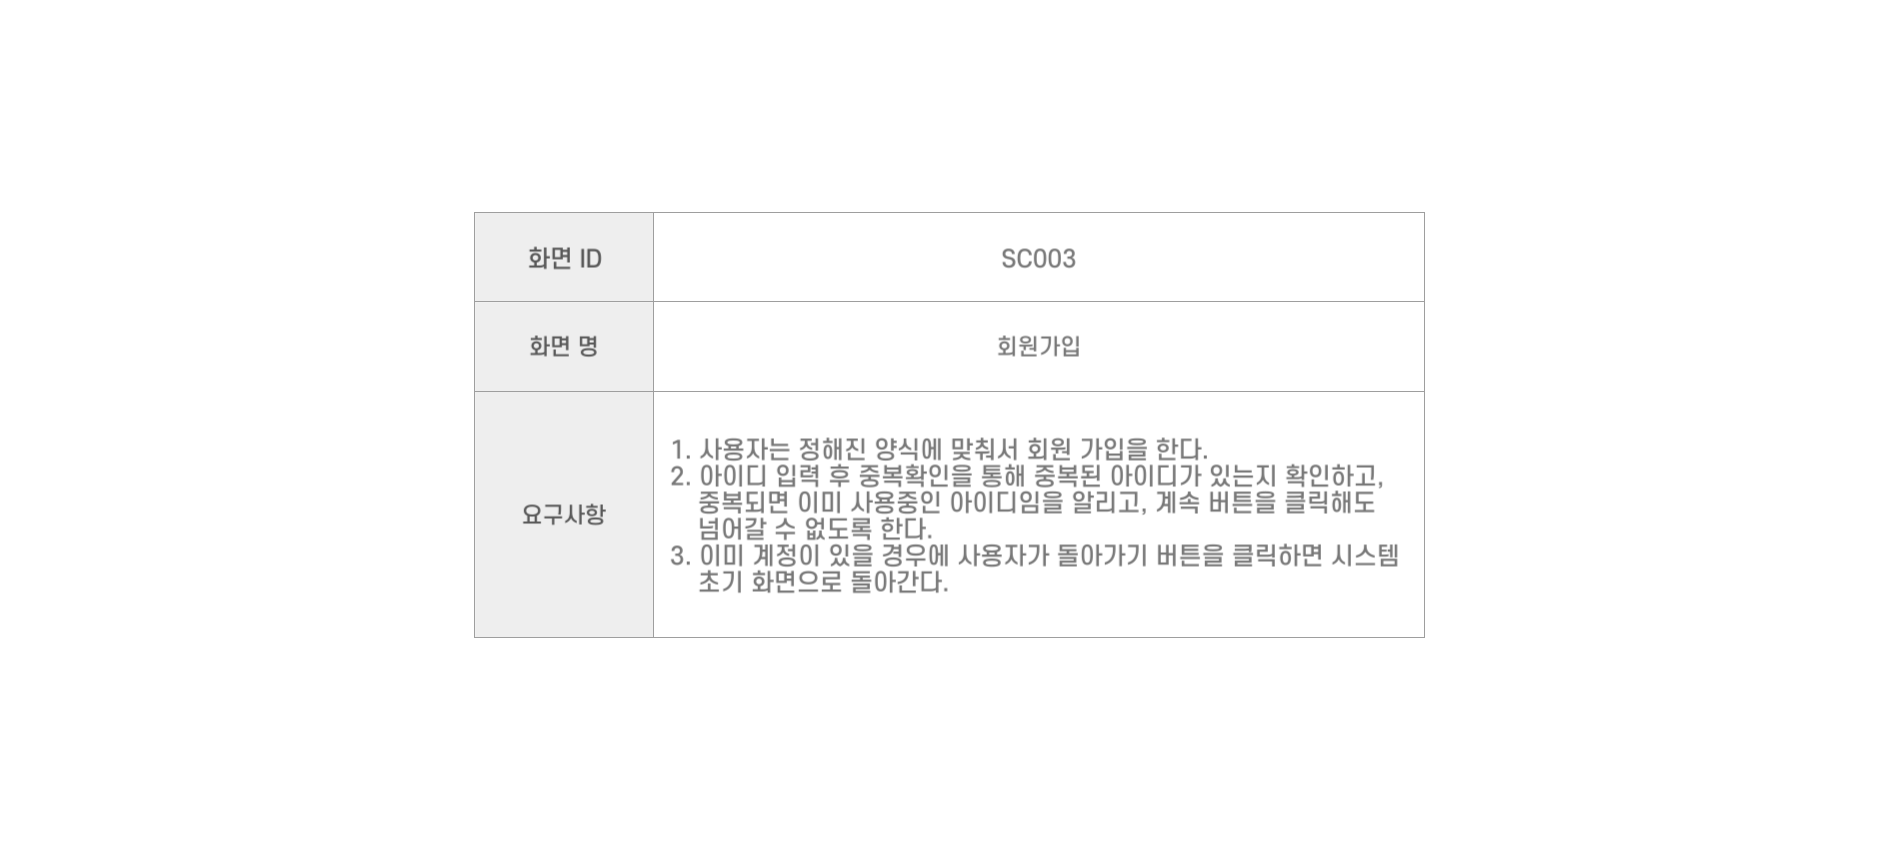 화면 ID
SC003
화면 명
회원가입
요구사항
1. 사용자는 정해진 양식에 맞춰서 회원 가입을 한다.
2. 아이디 입력 후 중복확인을 통해 중복된 아이디가 있는지 확인하고,
중복되면 이미 사용중인 아이디임을 알리고, 계속 버튼을 클릭해도
넘어갈 수 없도록 한다.
3. 이미 계정이 있을 경우에 사용자가 돌아가기 버튼을 클릭하면 시스템
초기 화면으로 돌아간다.